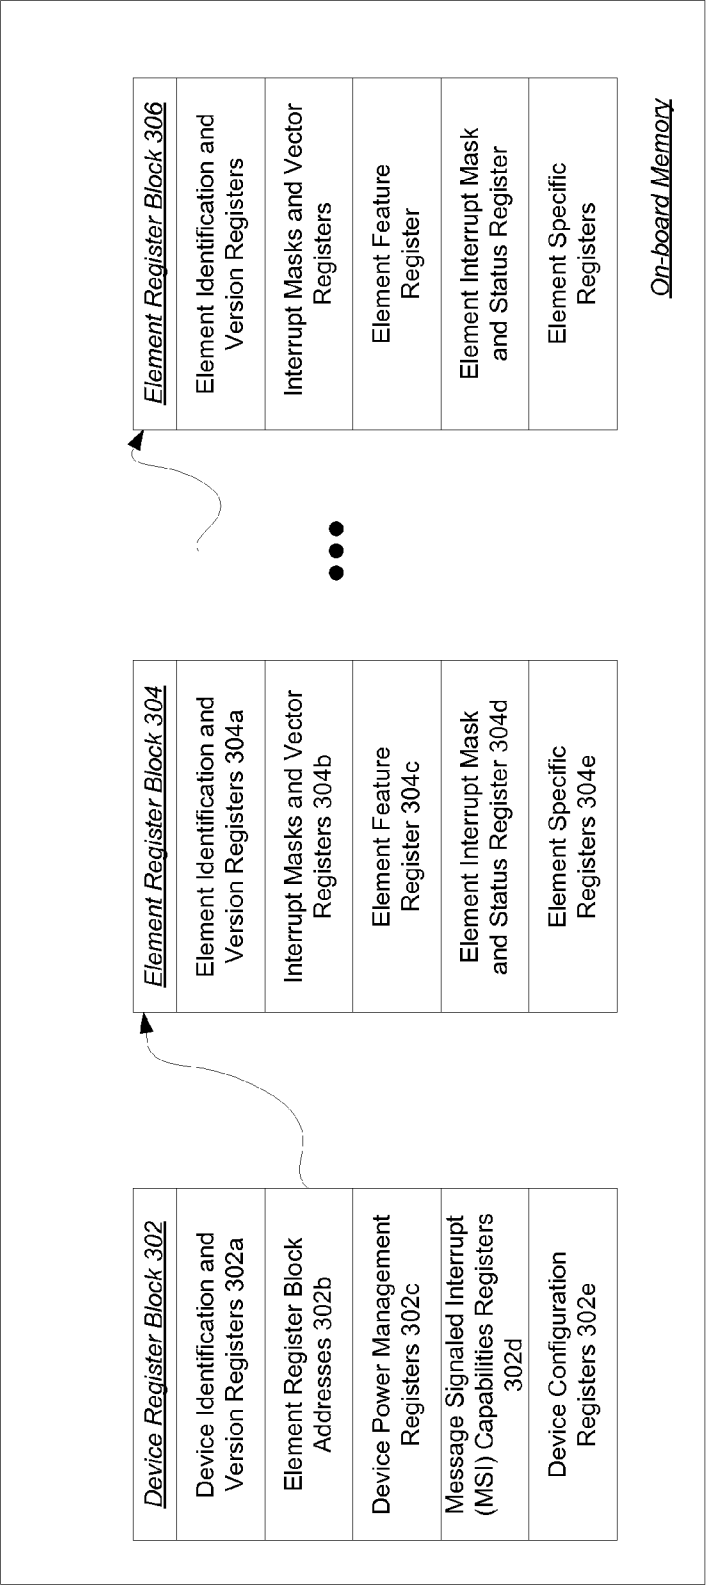 Device Register Block 302
Device Identification and
Version Registers 302a
Element Register Block
Addresses 302b
Device Power Management
Registers 302c
Message Signaled Interrupt
(MSI) Capabilities Registers
302d
Device Configuration
Registers 302e
Element Register Block 304
Element Identification and
Version Registers 304a
Interrupt Masks and Vector
Registers 304b
Element Feature
Register 304c
Element Interrupt Mask
and Status Register 304d
Element Specific
Registers 304e
Element Register Block 306
Element Identification and
Version Registers
Interrupt Masks and Vector
Registers
Element Feature
Register
Element Interrupt Mask
and Status Register
Element Specific
Registers
On-board Memory